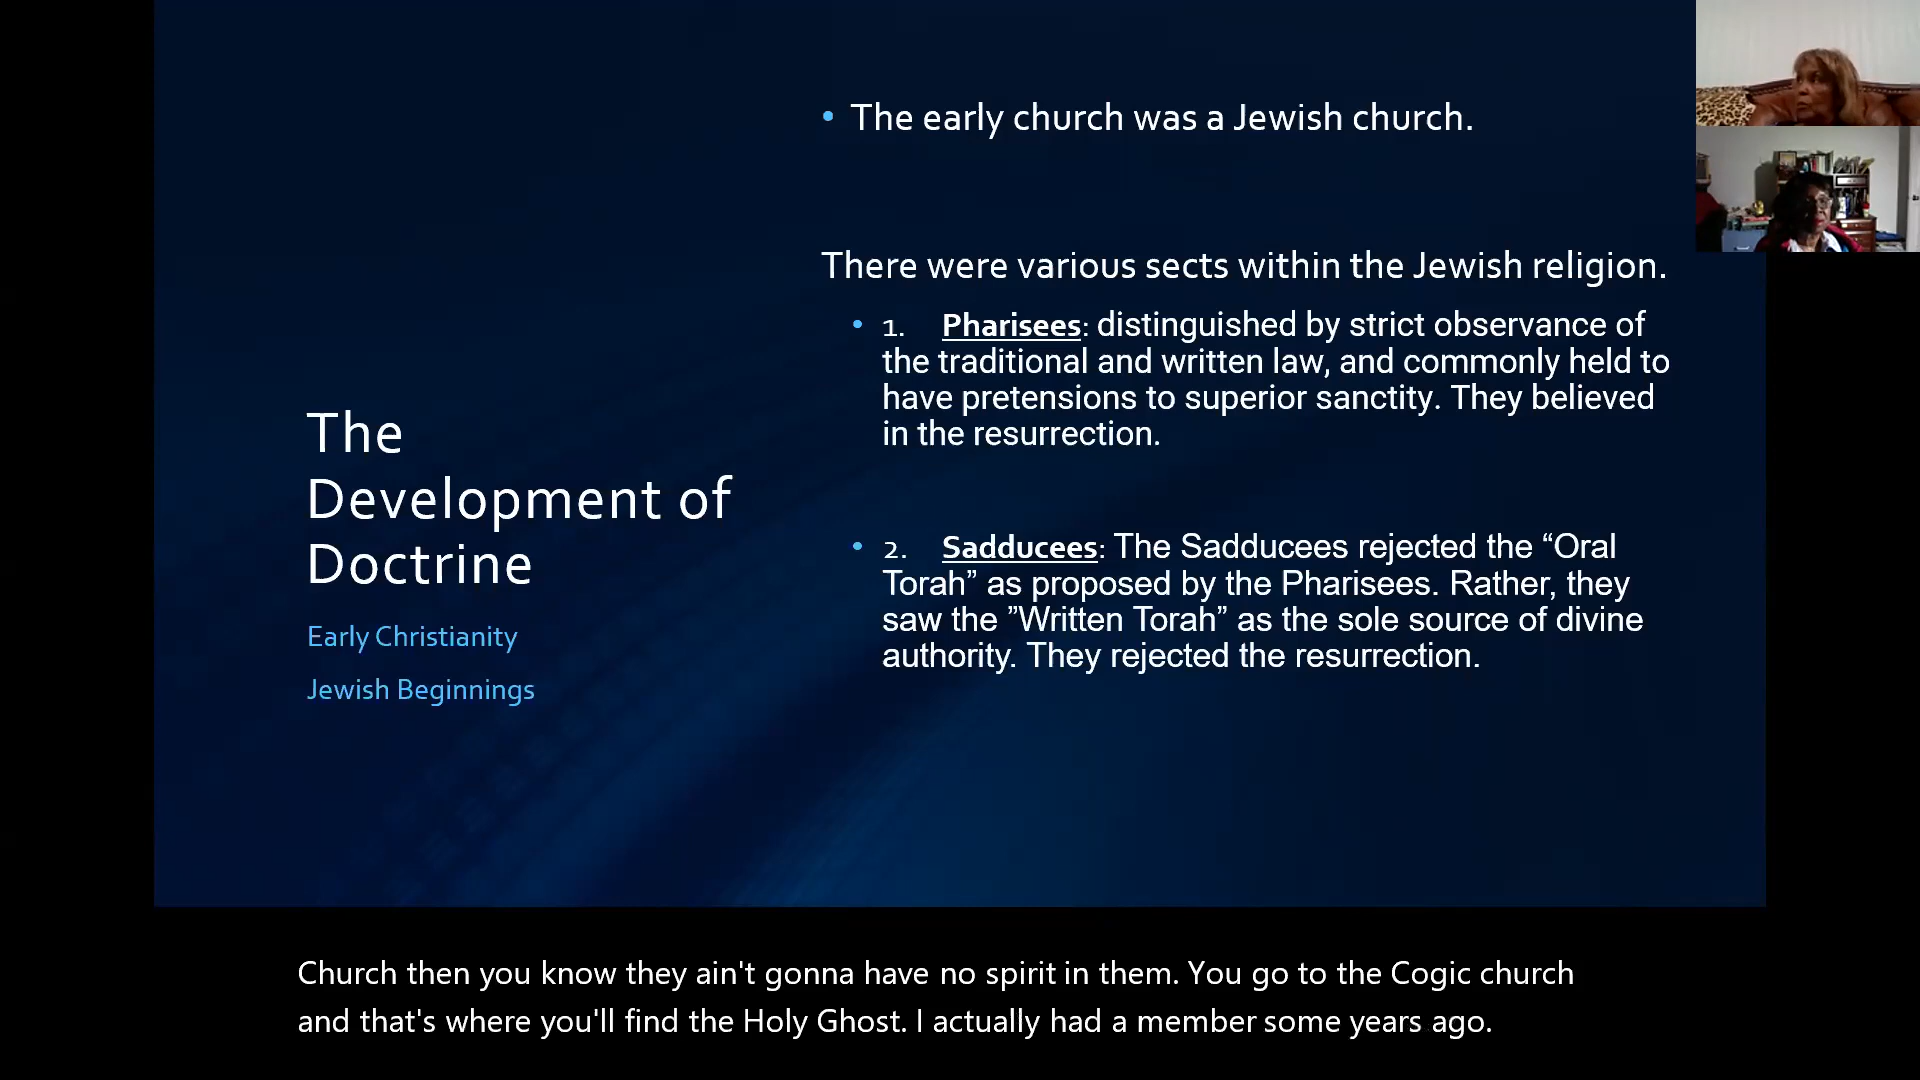 The
Development of
Doctrine
Early Christianity
Jewish Beginnings
• The early church was a Jewish church.
There were various sects within the Jewish religion.
• 1. Pharisees: distinguished by strict observance of
the traditional and written law, and commonly held to
have pretensions to superior sanctity. They believed
in the resurrection.
• 2. Sadducees: The Sadducees rejected the “Oral
Torah” as proposed by the Pharisees. Rather, they
saw the ”Written Torah” as the sole source of divine
authority. They rejected the resurrection.
Church then you know they ain't gonna have no spirit in them. You go to the Cogic church
and that's where you'll find the Holy Ghost. I actually had a member some years ago.